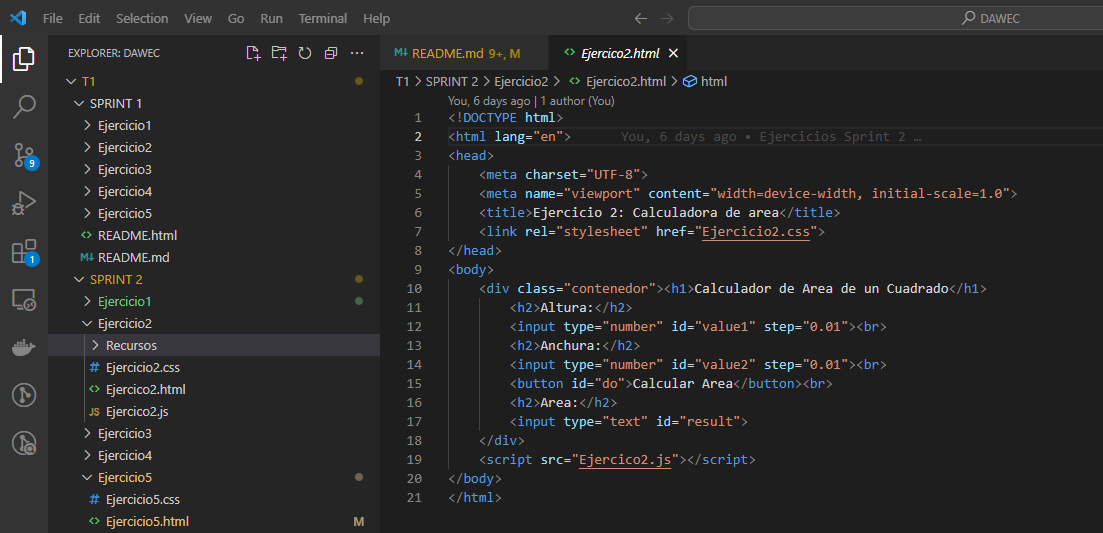 File Edit Selection View Go Run Terminal Help
DAWEC
EXPLORER: DAWEC
T1
SPRINT 1
Ejercicio1
Ejercicio2
Ejercicio3
Ejercicio4
Ejercicio5
README.html
README.md
SPRINT 2
Ejercicio1
Ejercicio2
Recursos
Ejercicio2.css
Ejercico2.html
JS Ejercico2.js
Ejercicio3
Ejercicio4
Ejercicio5
Ejercicio5.css
Ejercicio5.html M
9
1
README.md 9+, M Ejercico2.html
T1 > SPRINT 2 > Ejercicio2 > Ejercico2.html > html
You, 6 days ago | 1 author (You)
1 <!DOCTYPE html>
2 <html lang="en"> You, 6 days ago • Ejercicios Sprint 2 …
3 <head>
4 <meta charset="UTF-8">
5 <meta name="viewport" content="width=device-width, initial-scale=1.0">
6 <title>Ejercicio 2: Calculadora de area</title>
7 <link rel="stylesheet" href="Ejercicio2.css">
8 </head>
9 <body>
10 <div class="contenedor"><h1>Calculador de Area de un Cuadrado</h1>
11 <h2>Altura:</h2>
12 <input type="number" id="value1" step="0.01"><br>
13 <h2>Anchura:</h2>
14 <input type="number" id="value2" step="0.01"><br>
15 <button id="do">Calcular Area</button><br>
16 <h2>Area:</h2>
17 <input type="text" id="result">
18 </div>
19 <script src="Ejercico2.js"></script>
20 </body>
21 </html>